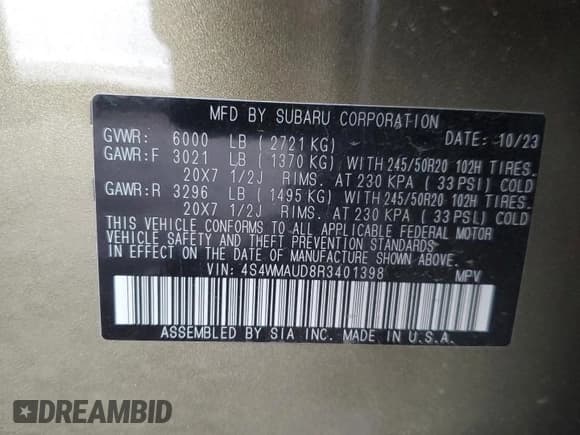 MFD BY SUBARU CORPORATION
GVWR: 6000 LB (2721 KG) DATE: 10/23
GAWR:F 3021 LB (1370 KG) WITH 245/50R20 102H TIRES.
20X7 1/2J RIMS. AT 230 KPA (33 PSI) COLD
GAWR:R 3296 LB (1495 KG) WITH 245/50R20 102H TIRES.
20X7 1/2J RIMS. AT 230 KPA (33 PSI) COLD
THIS VEHICLE CONFORMS TO ALL APPLICABLE FEDERAL MOTOR
VEHICLE SAFETY AND THEFT PREVENTION STANDARDS
IN EFFECT ON THE DATE OF MANUFACTURE SHOWN ABOVE.
VIN: 4S4WMAUD8R3401398 MPV
ASSEMBLED BY SIA INC. MADE IN U.S.A.
DREAMBID